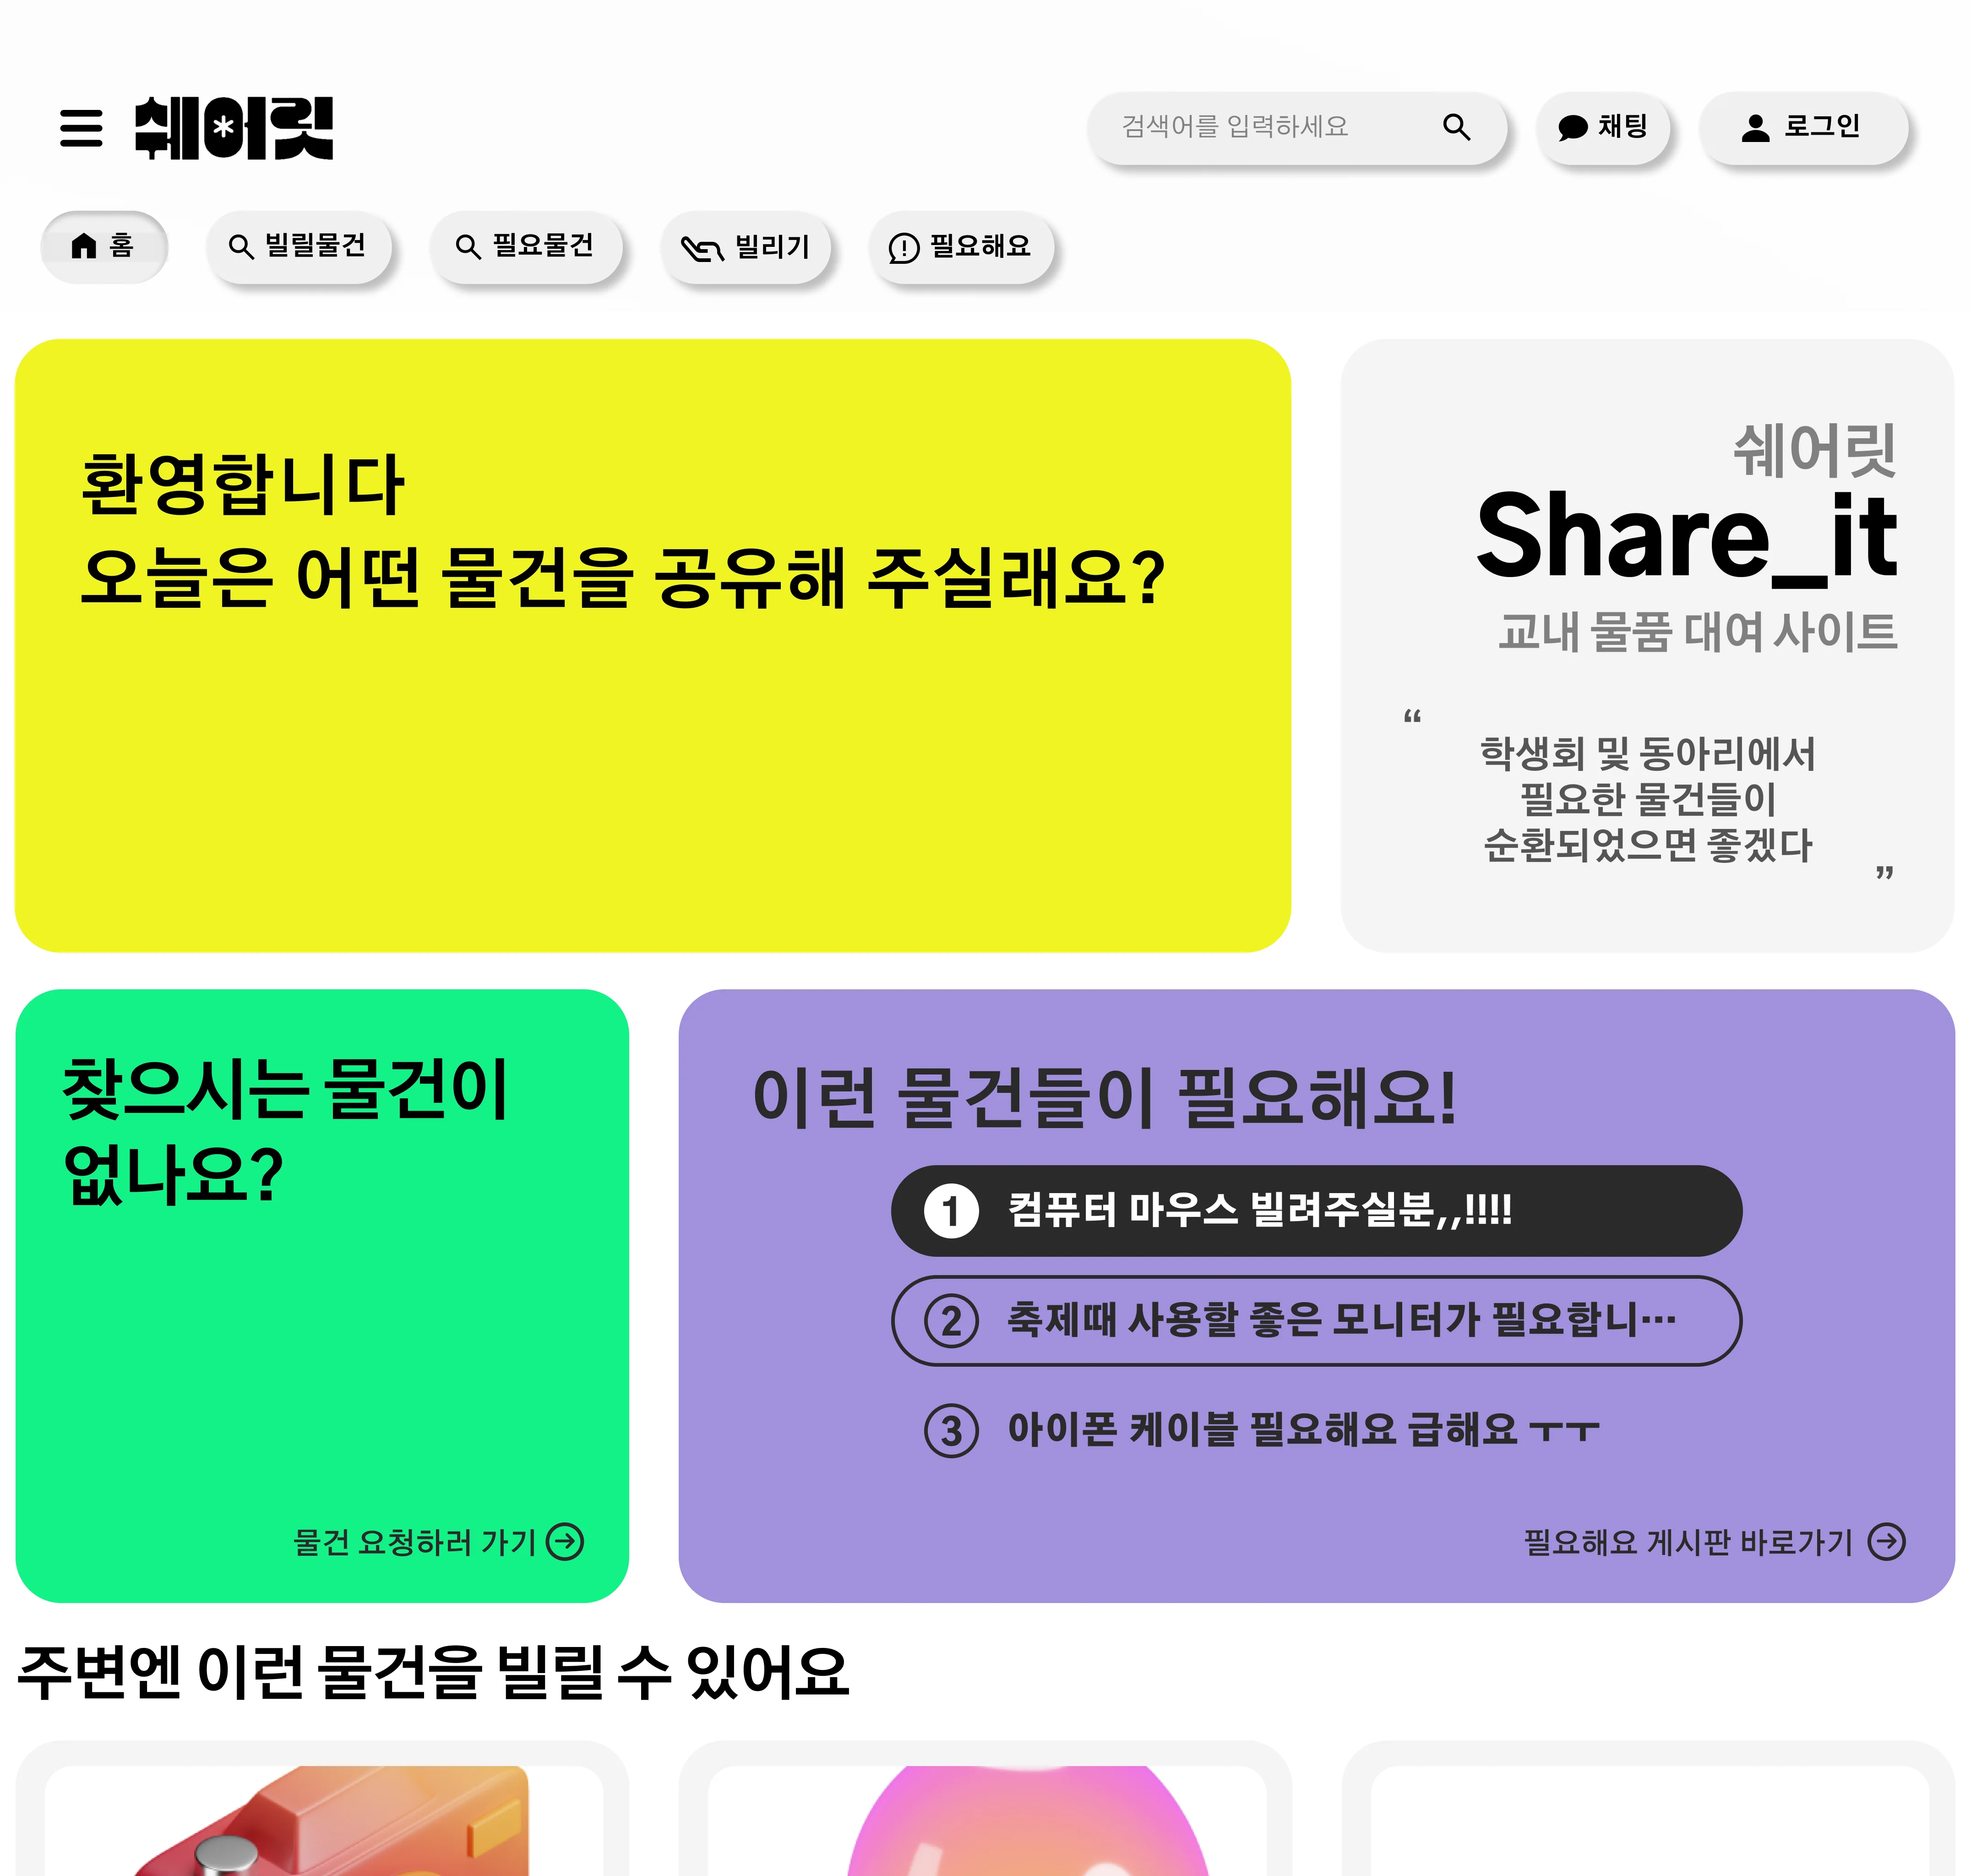 쉐어릿
검색어를 입력하세요
채팅
로그인
홈
빌릴물건
필요물건
빌리기
필요해요
환영합니다
오늘은 어떤 물건을 공유해 주실래요?
쉐어릿
Share_it
교내 물품 대여 사이트
“
학생회 및 동아리에서
필요한 물건들이
순환되었으면 좋겠다
”
찾으시는 물건이
없나요?
물건 요청하러 가기
이런 물건들이 필요해요!
1 컴퓨터 마우스 빌려주실분,,!!!!
2 축제때 사용할 좋은 모니터가 필요합니…
3 아이폰 케이블 필요해요 급해요 ㅜㅜ
필요해요 게시판 바로가기
주변엔 이런 물건을 빌릴 수 있어요